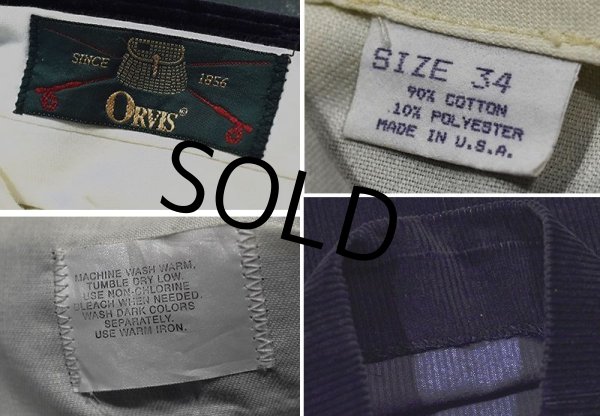 SINCE 1856
ORVIS®
SIZE 34
90% COTTON
10% POLYESTER
MADE IN U.S.A.
SOLD
MACHINE WASH WARM.
TUMBLE DRY LOW.
USE NON-CHLORINE
BLEACH WHEN NEEDED.
WASH DARK COLORS
SEPARATELY.
USE WARM IRON.